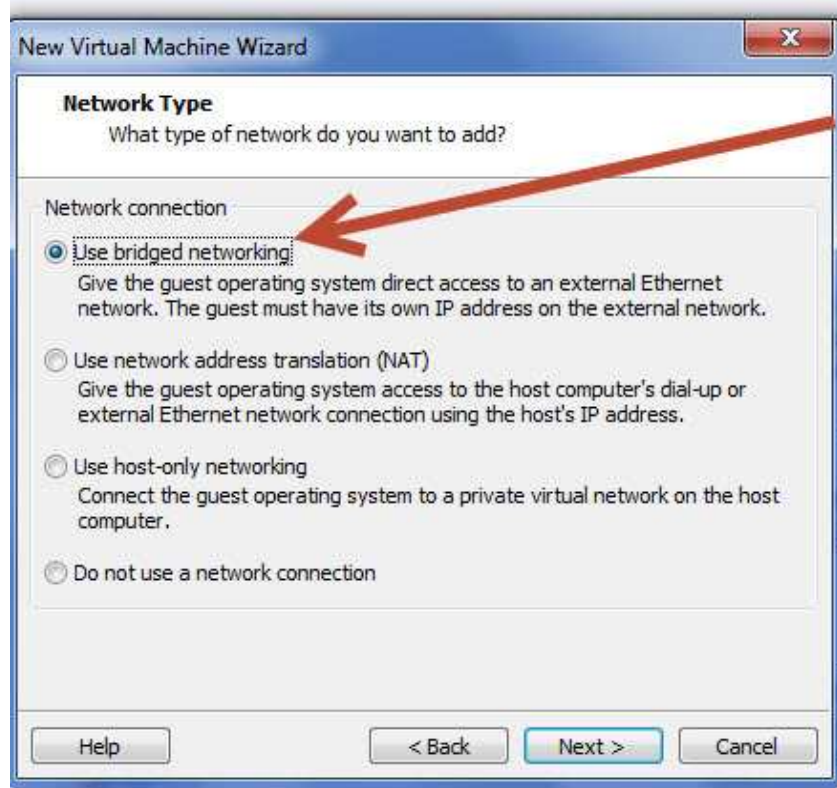 New Virtual Machine Wizard
Network Type
What type of network do you want to add?
Network connection
Use bridged networking
Give the guest operating system direct access to an external Ethernet
network. The guest must have its own IP address on the external network.
Use network address translation (NAT)
Give the guest operating system access to the host computer's dial-up or
external Ethernet network connection using the host's IP address.
Use host-only networking
Connect the guest operating system to a private virtual network on the host
computer.
Do not use a network connection
Help
< Back
Next >
Cancel